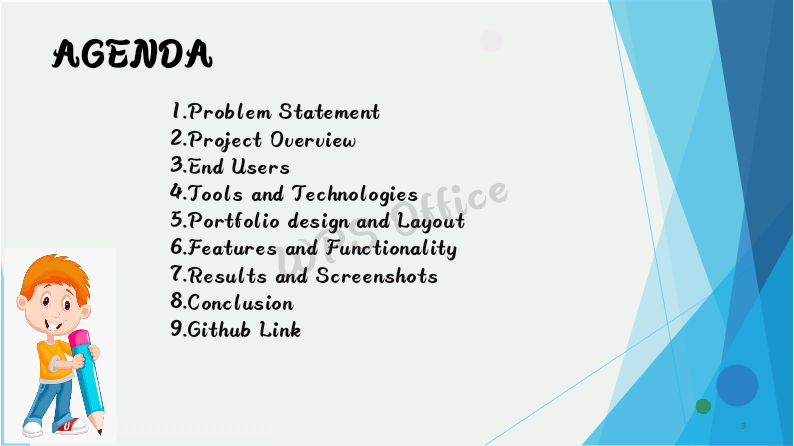 AGENDA
1.Problem Statement
2.Project Overview
3.End Users
4.Tools and Technologies
5.Portfolio design and Layout
6.Features and Functionality
7.Results and Screenshots
8.Conclusion
9.Github Link
WPS Office
3